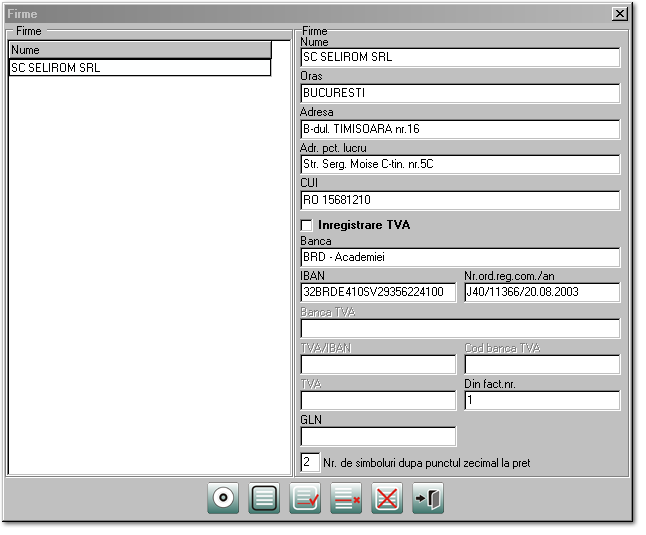 Firme
Firme
Nume
SC SELIROM SRL
Firme
Nume
SC SELIROM SRL
Oras
BUCURESTI
Adresa
B-dul. TIMISOARA nr.16
Adr. pct. lucru
Str. Serg. Moise C-tin. nr.5C
CUI
RO 15681210
Inregistrare TVA
Banca
BRD - Academiei
IBAN Nr.ord.reg.com./an
32BRDE410SV29356224100 J40/11366/20.08.2003
Banca TVA
TVA/IBAN Cod banca TVA
TVA Din fact.nr.
1
GLN
2 Nr. de simboluri dupa punctul zecimal la pret